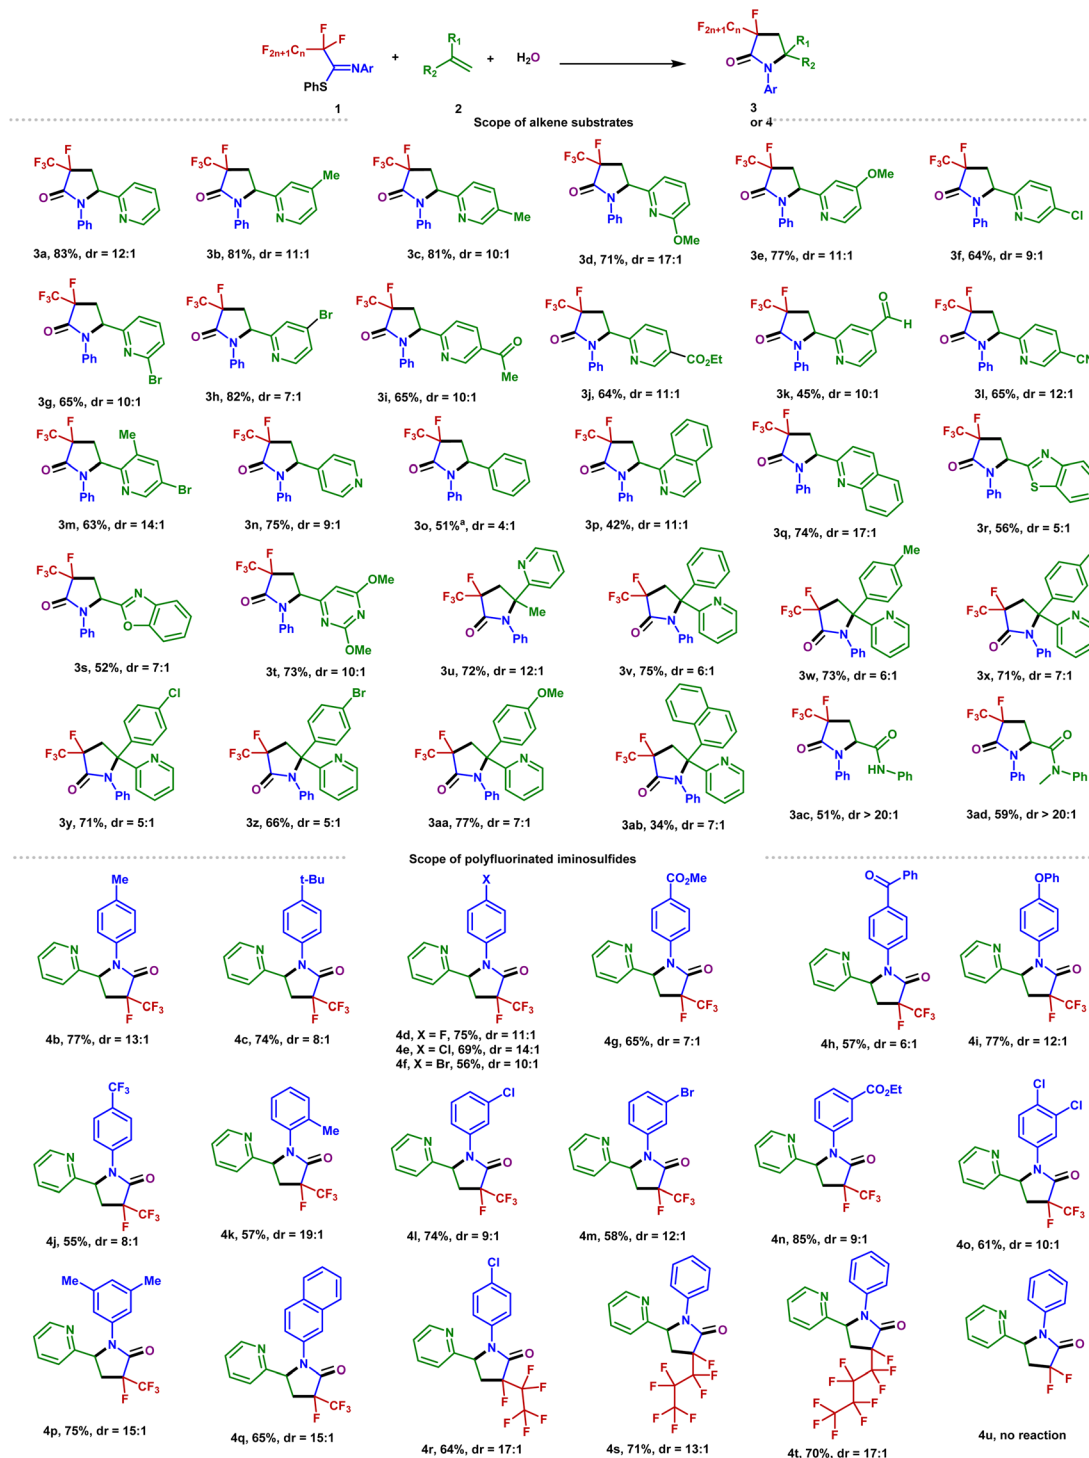 F2n+1Cn F F NAr PhS 1
+
R1 R2 2
+ H2O
F2n+1Cn F R1 R2 O N Ar
3
or 4
Scope of alkene substrates
3a, 83%, dr = 12:1
3b, 81%, dr = 11:1
3c, 81%, dr = 10:1
3d, 71%, dr = 17:1
3e, 77%, dr = 11:1
3f, 64%, dr = 9:1
3g, 65%, dr = 10:1
3h, 82%, dr = 7:1
3i, 65%, dr = 10:1
3j, 64%, dr = 11:1
3k, 45%, dr = 10:1
3l, 65%, dr = 12:1
3m, 63%, dr = 14:1
3n, 75%, dr = 9:1
3o, 51%a, dr = 4:1
3p, 42%, dr = 11:1
3q, 74%, dr = 17:1
3r, 56%, dr = 5:1
3s, 52%, dr = 7:1
3t, 73%, dr = 10:1
3u, 72%, dr = 12:1
3v, 75%, dr = 6:1
3w, 73%, dr = 6:1
3x, 71%, dr = 7:1
3y, 71%, dr = 5:1
3z, 66%, dr = 5:1
3aa, 77%, dr = 7:1
3ab, 34%, dr = 7:1
3ac, 51%, dr > 20:1
3ad, 59%, dr > 20:1
Scope of polyfluorinated iminosulfides
4b, 77%, dr = 13:1
4c, 74%, dr = 8:1
4d, X = F, 75%, dr = 11:1
4e, X = Cl, 69%, dr = 14:1
4f, X = Br, 56%, dr = 10:1
4g, 65%, dr = 7:1
4h, 57%, dr = 6:1
4i, 77%, dr = 12:1
4j, 55%, dr = 8:1
4k, 57%, dr = 19:1
4l, 74%, dr = 9:1
4m, 58%, dr = 12:1
4n, 85%, dr = 9:1
4o, 61%, dr = 10:1
4p, 75%, dr = 15:1
4q, 65%, dr = 15:1
4r, 64%, dr = 17:1
4s, 71%, dr = 13:1
4t, 70%, dr = 17:1
4u, no reaction